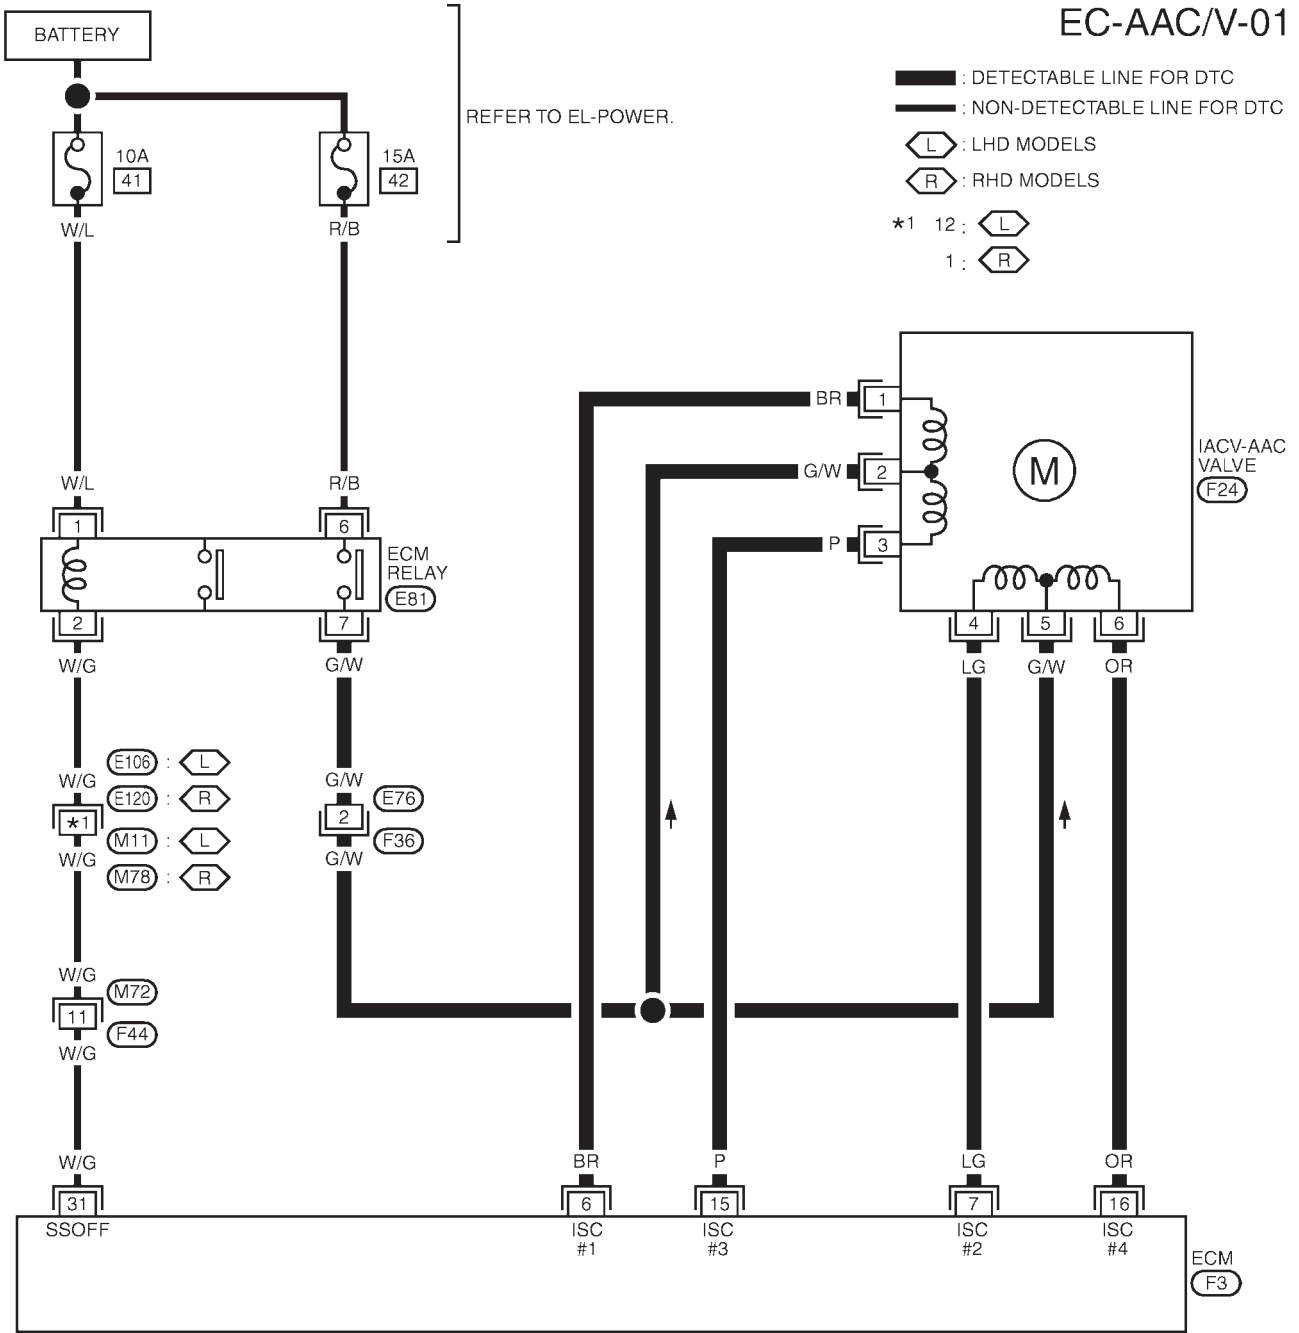 EC-AAC/V-01
BATTERY
REFER TO EL-POWER.
: DETECTABLE LINE FOR DTC
: NON-DETECTABLE LINE FOR DTC
L : LHD MODELS
R : RHD MODELS
*1 12 : L
1 : R
10A
41
15A
42
W/L
R/B
W/L
R/B
1
6
ECM
RELAY
E81
2
7
W/G
G/W
W/G
E106 : L
E120 : R
*1
M11 : L
M78 : R
W/G
G/W
E76
2
F36
G/W
W/G
M72
11
F44
W/G
BR
1
G/W
2
P
3
M
IACV-AAC
VALVE
F24
4
5
6
LG
G/W
OR
W/G
BR
P
LG
OR
31
6
15
7
16
SSOFF
ISC
#1
ISC
#3
ISC
#2
ISC
#4
ECM
F3